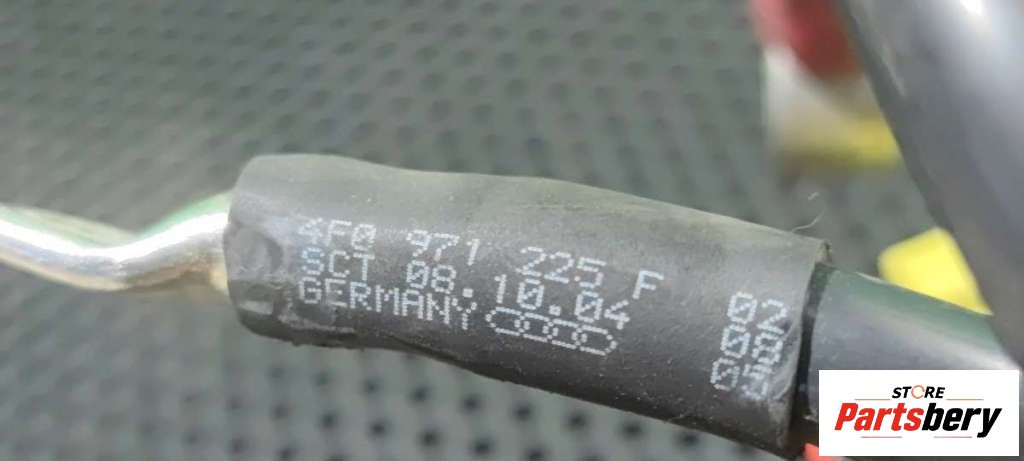 4F0 971 225 F 02
SCT 08.10.04 08
GERMANY 05
STORE
Partsbery